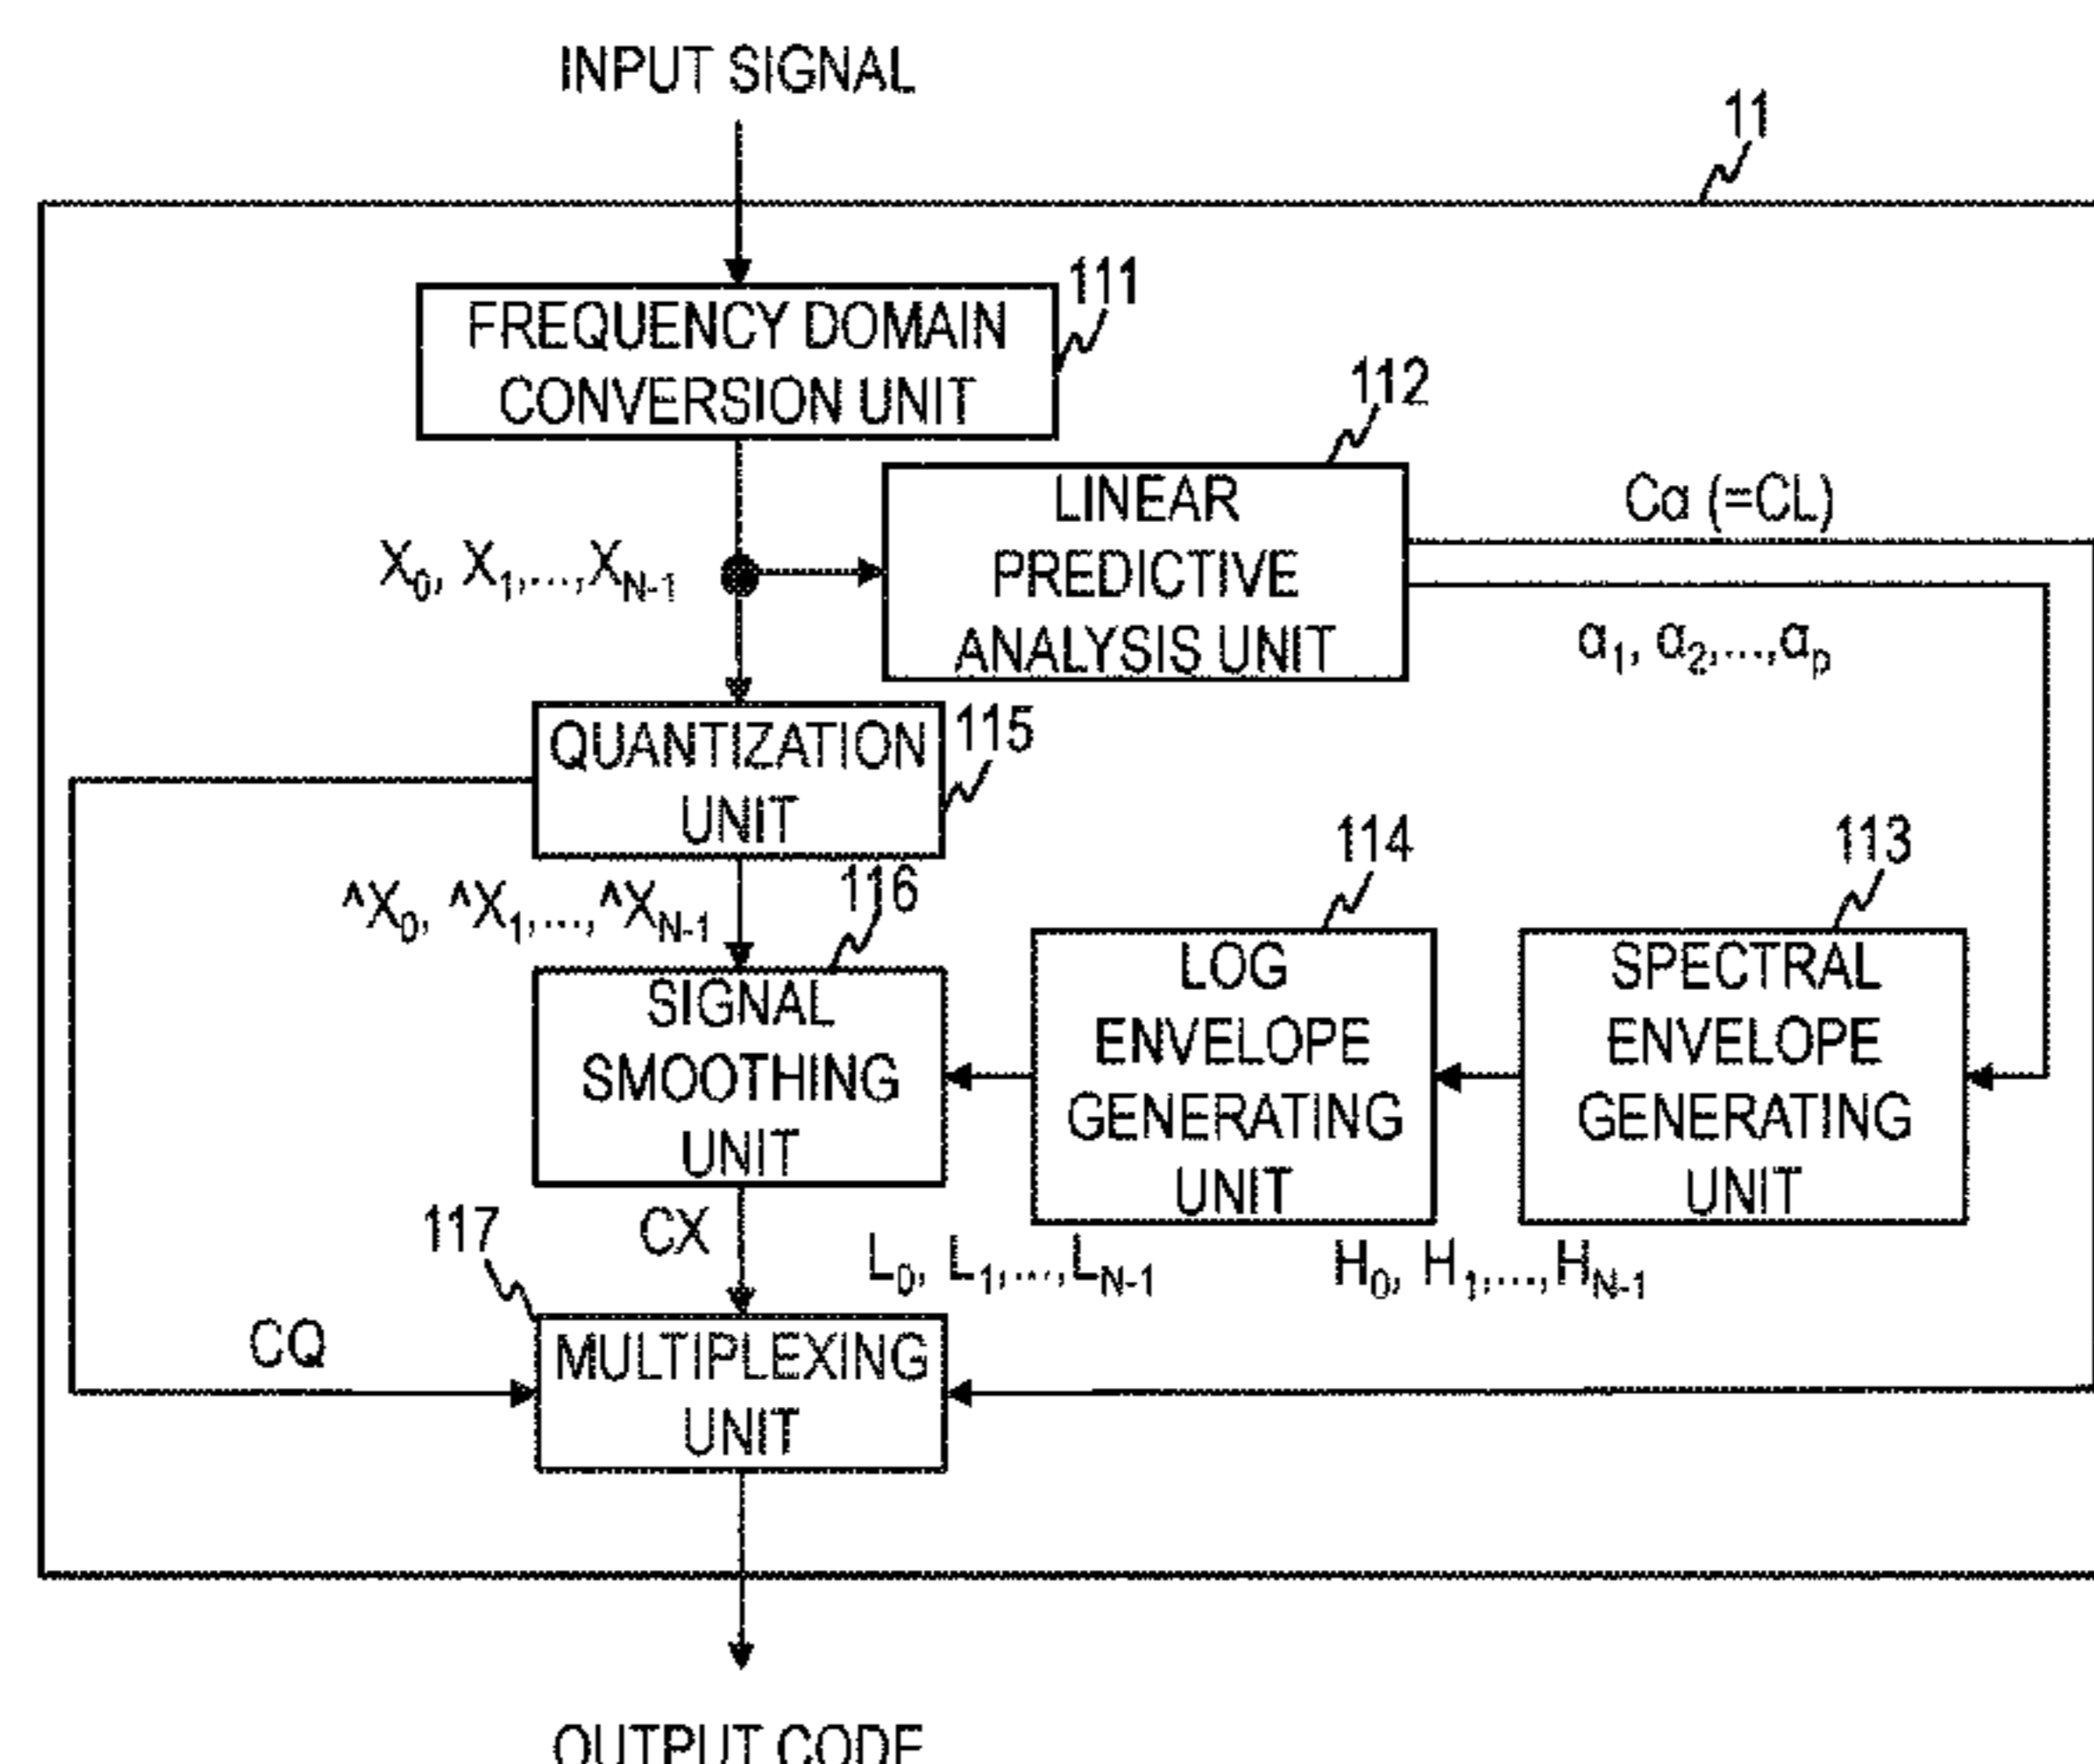 INPUT SIGNAL
11
111
FREQUENCY DOMAIN
CONVERSION UNIT
112
LINEAR
PREDICTIVE
ANALYSIS UNIT
Cα (=CL)
X0, X1,...,XN-1
α1, α2,...,αp
115
QUANTIZATION
UNIT
114
113
^X0, ^X1,...,^XN-1
116
SIGNAL
SMOOTHING
UNIT
LOG
ENVELOPE
GENERATING
UNIT
SPECTRAL
ENVELOPE
GENERATING
UNIT
117
CX
L0, L1,...,LN-1
H0, H1,...,HN-1
CQ
MULTIPLEXING
UNIT
OUTPUT CODE